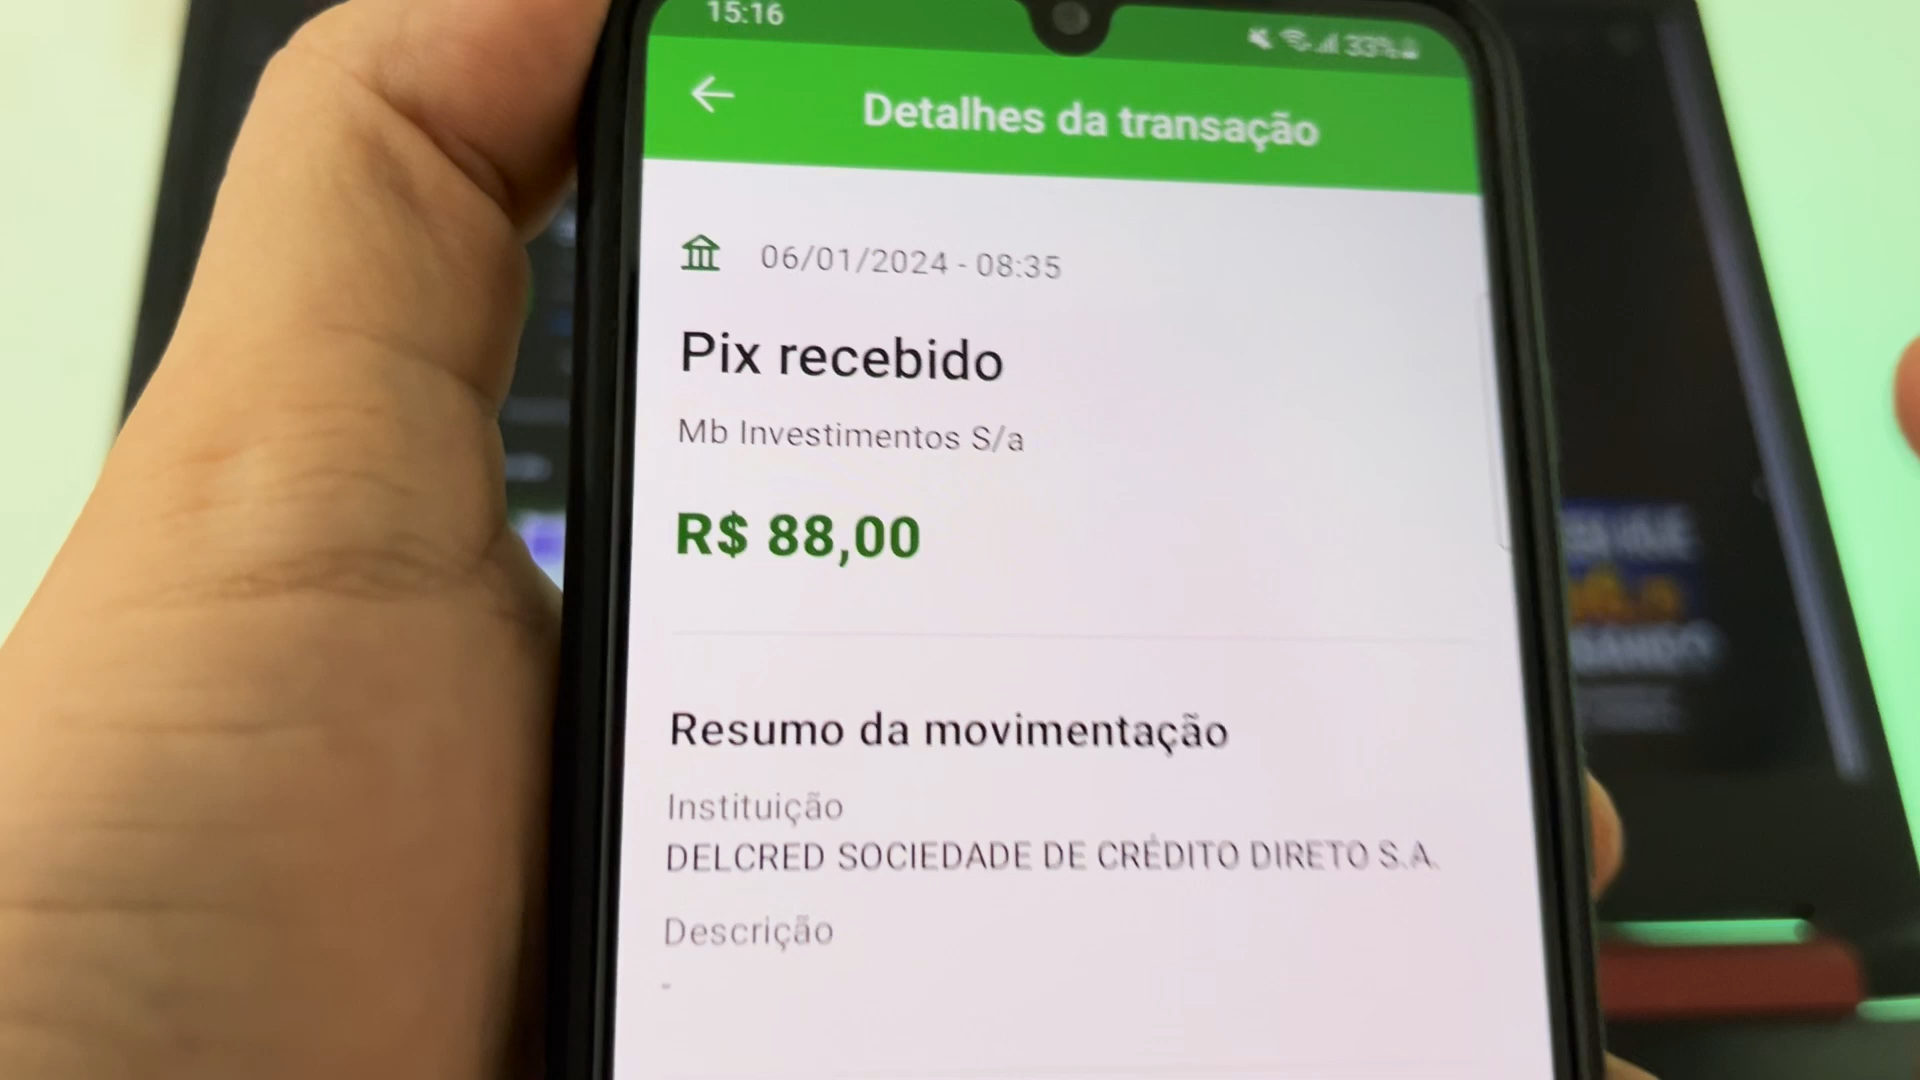 15:16
33%
Detalhes da transação
06/01/2024 - 08:35
Pix recebido
Mb Investimentos S/a
R$ 88,00
Resumo da movimentação
Instituição
DELCRED SOCIEDADE DE CRÉDITO DIRETO S.A.
Descrição
-